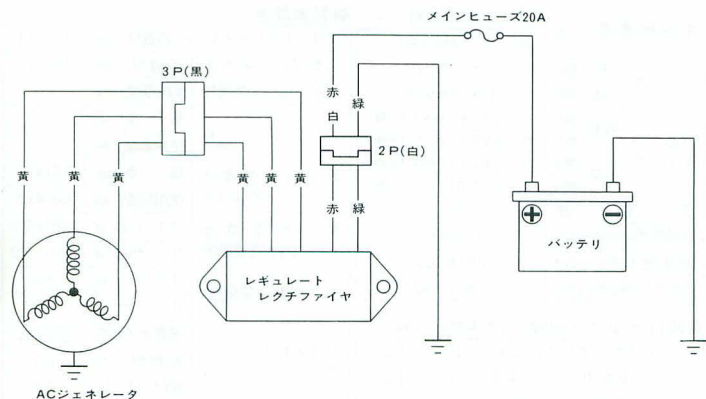 メインヒューズ20A
3P(黒)
赤
白
緑
2P(白)
黄
黄
黄
黄
黄
黄
赤
緑
バッテリ
レギュレート
レクチファイヤ
ACジェネレータ